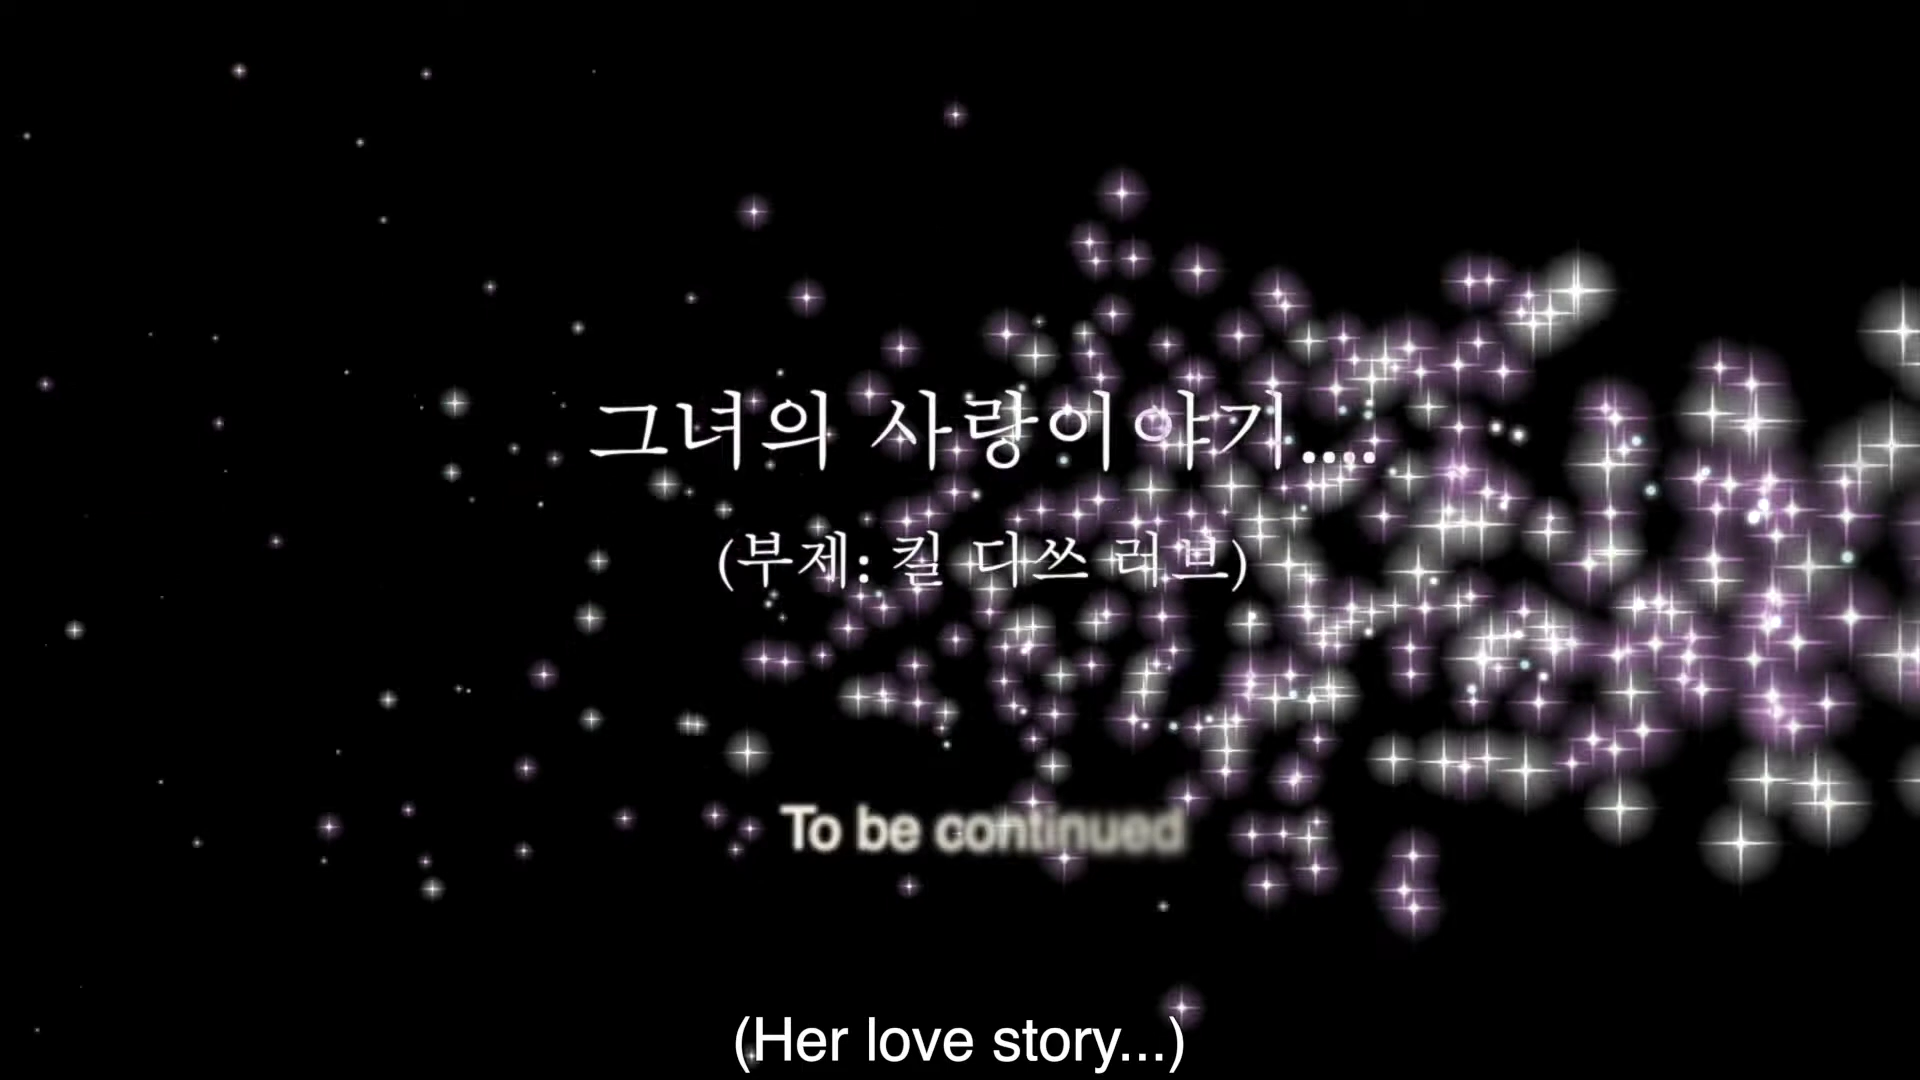 그녀의 사랑이야기....
(부제: 킬 디쓰 러브)
To be continued
(Her love story...)